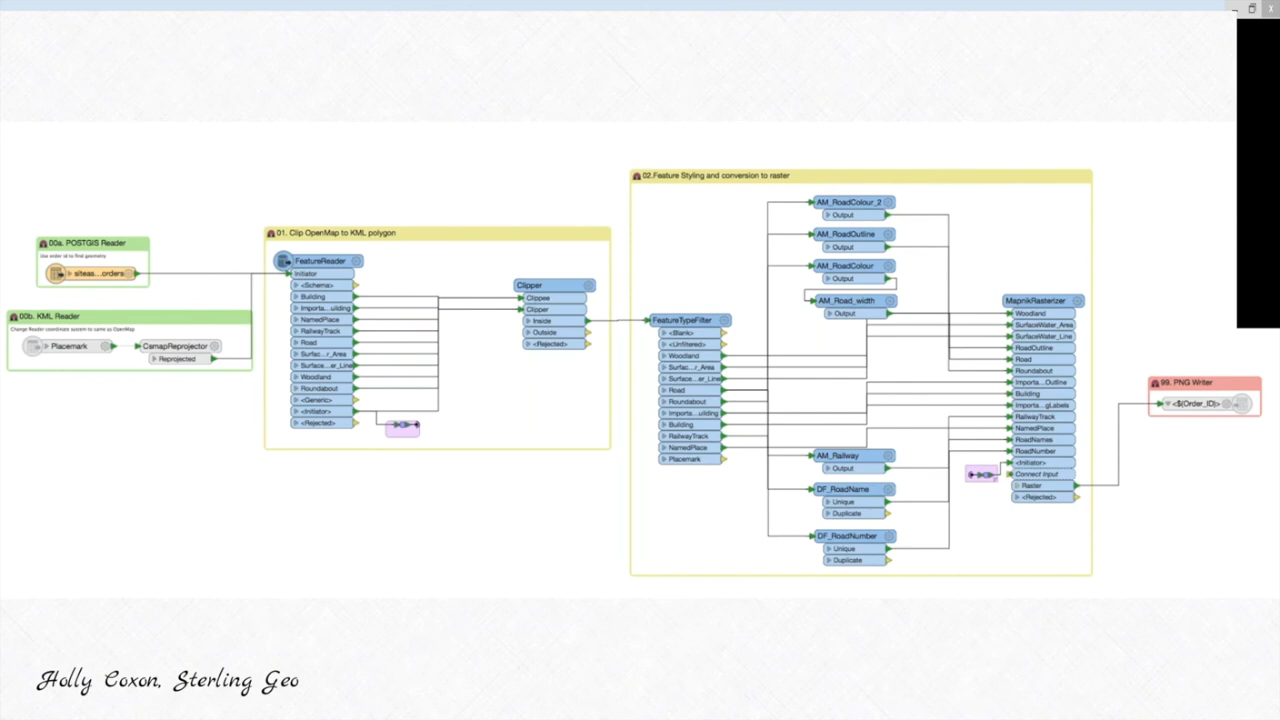 00a. POSTGIS Reader
Use order id to find geometry
siteas...orders
00b. KML Reader
Change Reader coordinate system to same as OpenMap
Placemark
CsmapReprojector
Reprojected
01. Clip OpenMap to KML polygon
FeatureReader
Initiator
<Schema>
Building
Importa...uilding
NamedPlace
RailwayTrack
Road
Surfac...r_Area
Surface...er_Line
Woodland
Roundabout
<Generic>
<Initiator>
<Rejected>
Clipper
Clippee
Clipper
Inside
Outside
<Rejected>
02.Feature Styling and conversion to raster
FeatureTypeFilter
<Blank>
<Unfiltered>
Woodland
Surfac...r_Area
Surface...er_Line
Road
Roundabout
Importa...uilding
Building
RailwayTrack
NamedPlace
Placemark
AM_RoadColour_2
Output
AM_RoadOutline
Output
AM_RoadColour
Output
AM_Road_width
Output
AM_Railway
Output
DF_RoadName
Unique
Duplicate
DF_RoadNumber
Unique
Duplicate
MapnikRasterizer
Woodland
SurfaceWater_Area
SurfaceWater_Line
RoadOutline
Road
Roundabout
Importa...Outline
Building
Importa...gLabels
RailwayTrack
NamedPlace
RoadNames
RoadNumber
<Initiator>
Connect Input
Raster
<Rejected>
99. PNG Writer
<$(Order_ID)>
Holly Coxon, Sterling Geo